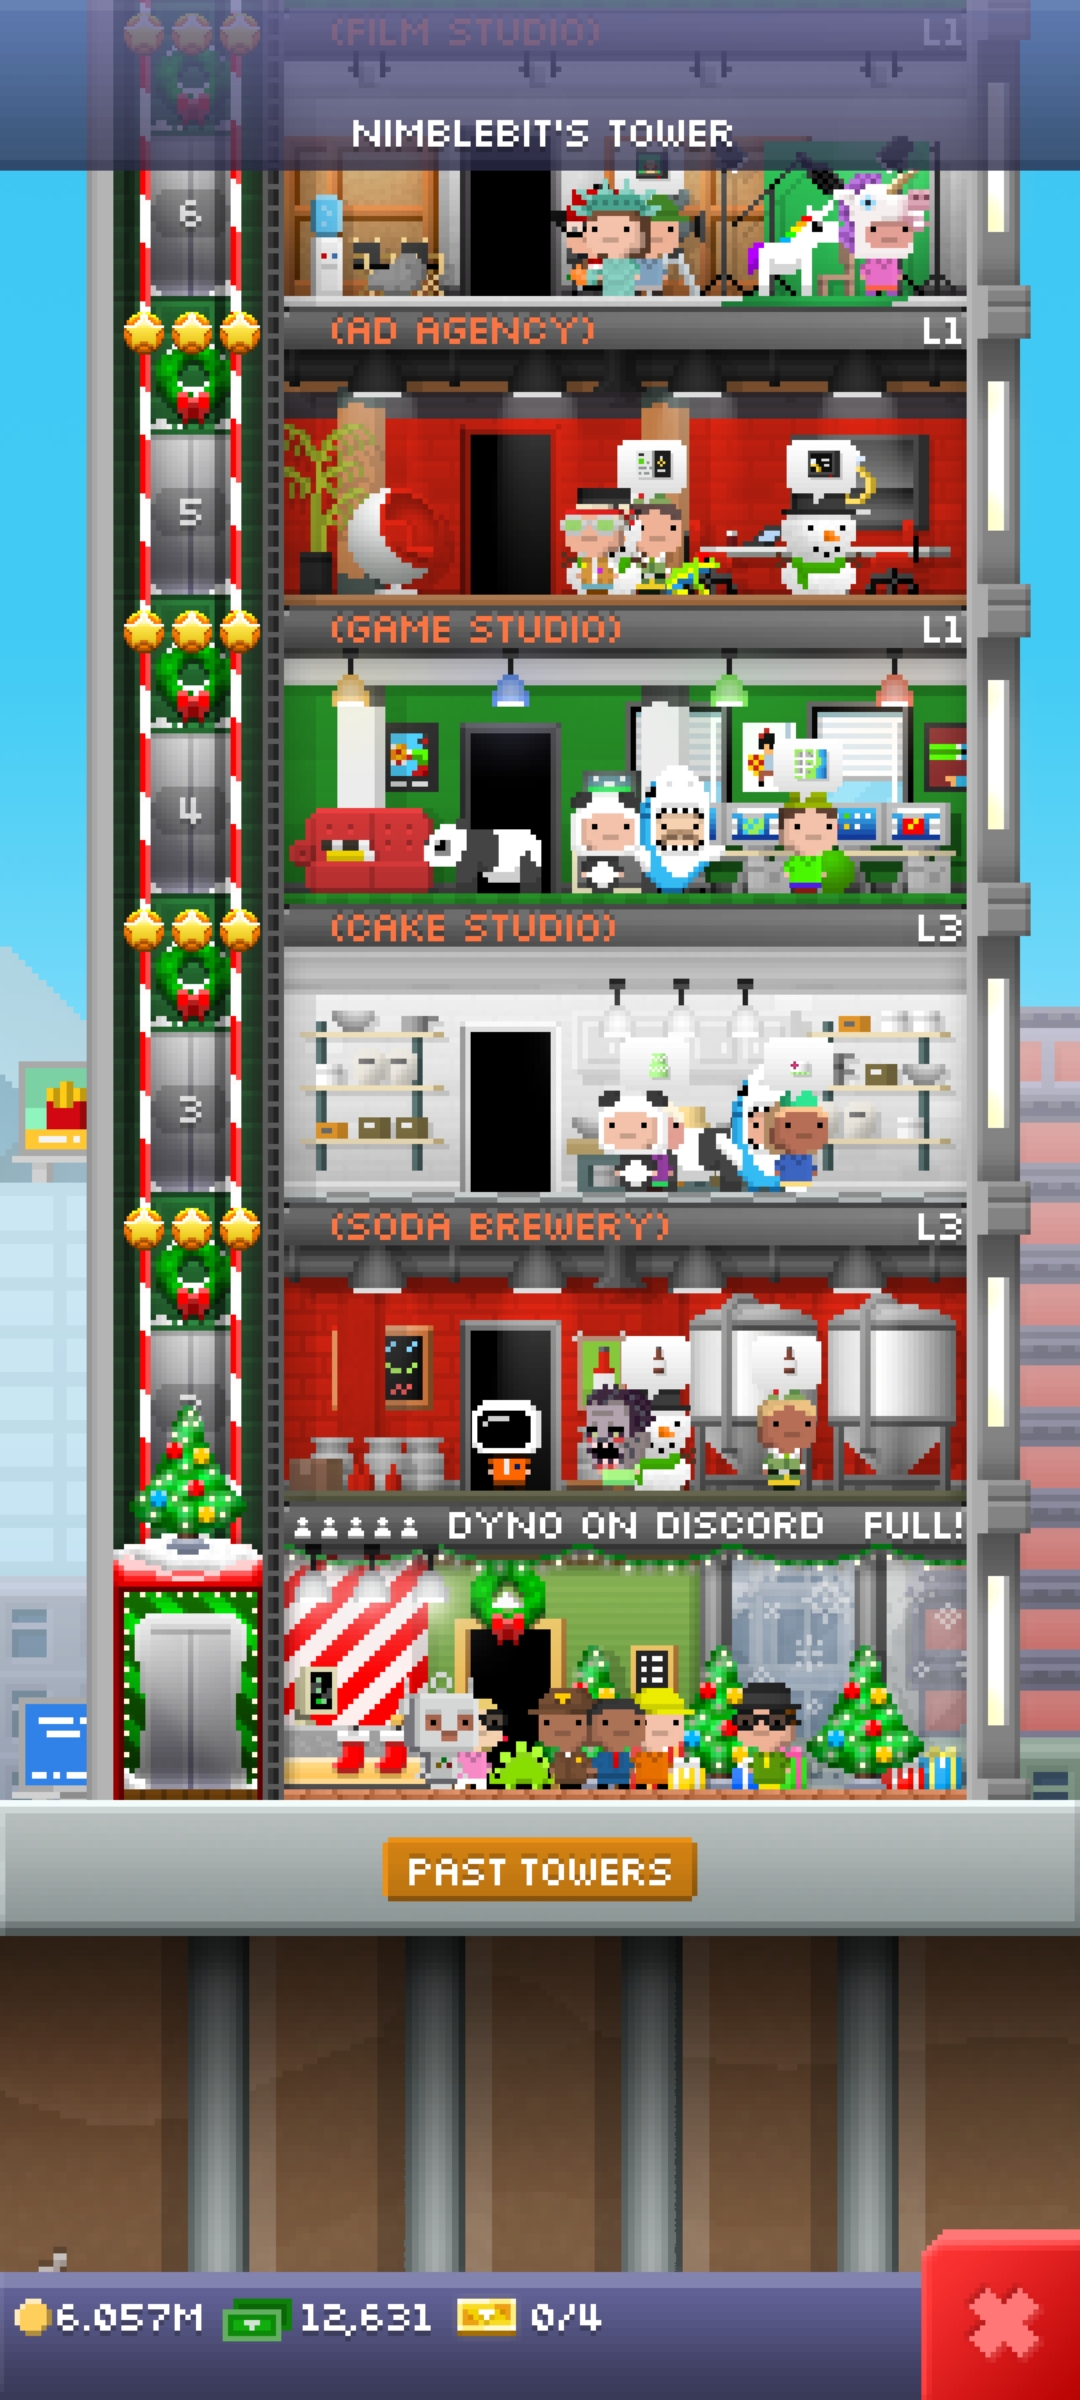 (FILM STUDIO) L1
NIMBLEBIT'S TOWER
6
(AD AGENCY) L1
5
(GAME STUDIO) L1
4
(CAKE STUDIO) L3
3
(SODA BREWERY) L3
DYNO ON DISCORD FULL!
PAST TOWERS
6.057M 12,631 0/4